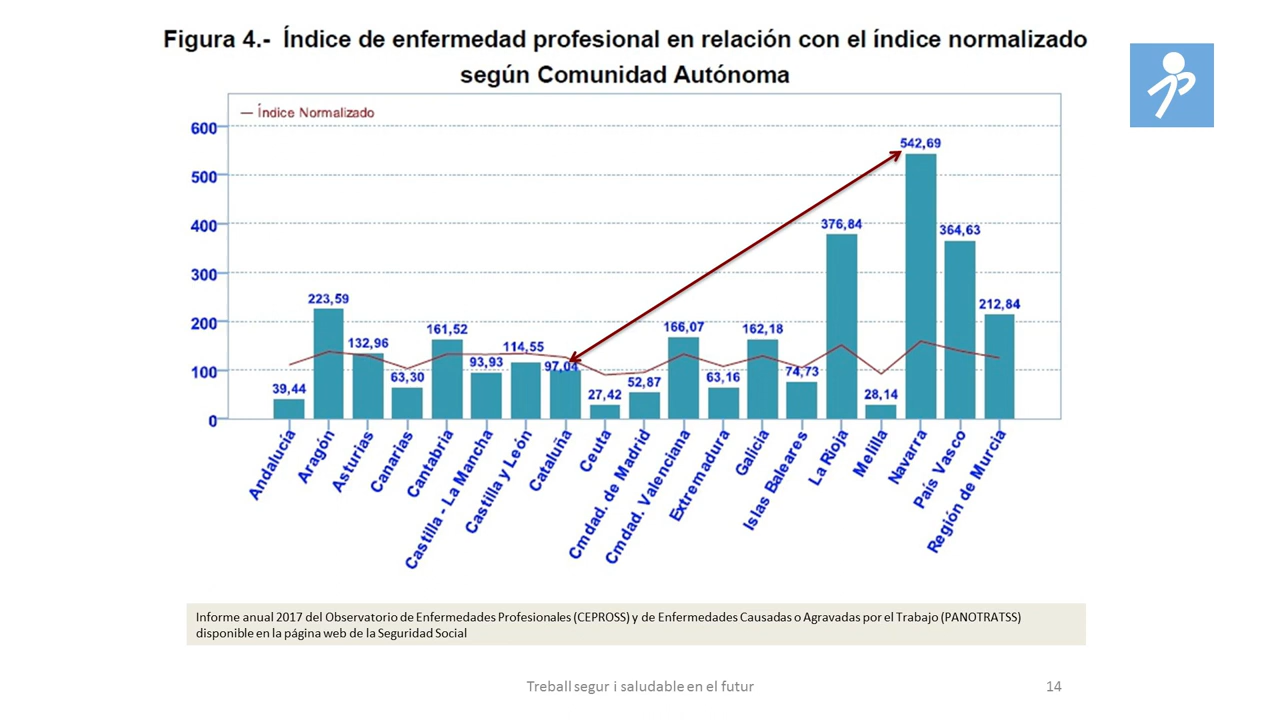 Figura 4.- Índice de enfermedad profesional en relación con el índice normalizado
según Comunidad Autónoma
— Índice Normalizado
600
500
400
300
200
100
0
39,44
223,59
132,96
63,30
161,52
93,93
114,55
97,04
27,42
52,87
166,07
63,16
162,18
74,73
376,84
28,14
542,69
364,63
212,84
Andalucía
Aragón
Asturias
Canarias
Cantabria
Castilla - La Mancha
Castilla y León
Cataluña
Ceuta
Cmdad. de Madrid
Cmdad. Valenciana
Extremadura
Galicia
Islas Baleares
La Rioja
Melilla
Navarra
País Vasco
Región de Murcia
Informe anual 2017 del Observatorio de Enfermedades Profesionales (CEPROSS) y de Enfermedades Causadas o Agravadas por el Trabajo (PANOTRATSS)
disponible en la página web de la Seguridad Social
Treball segur i saludable en el futur
14